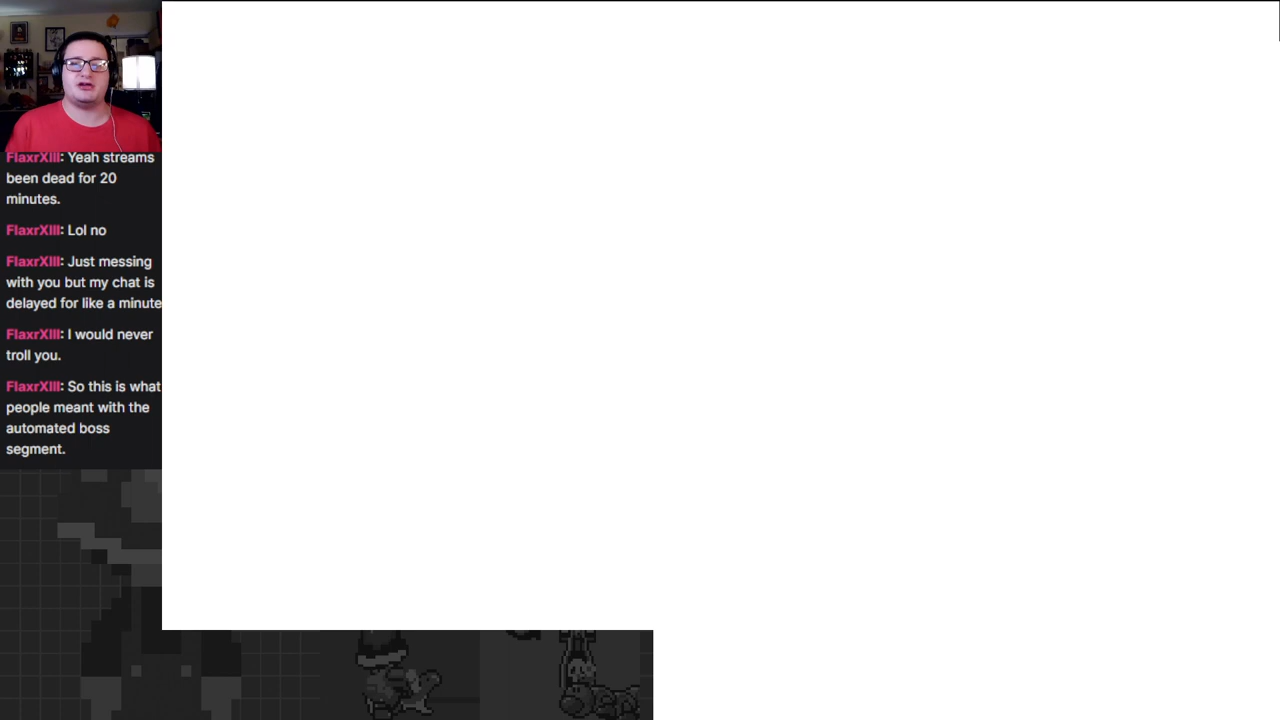 FlaxrXIII: Yeah streams
been dead for 20
minutes.
FlaxrXIII: Lol no
FlaxrXIII: Just messing
with you but my chat is
delayed for like a minute
FlaxrXIII: I would never
troll you.
FlaxrXIII: So this is what
people meant with the
automated boss
segment.